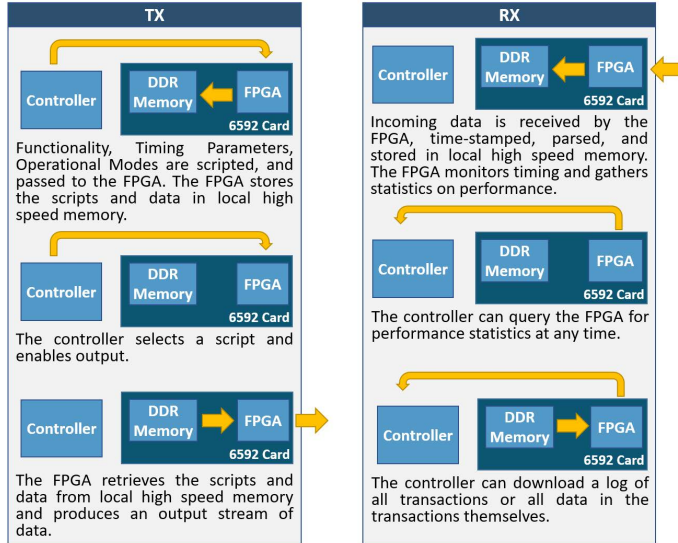 TX
Controller
DDR
Memory
FPGA
6592 Card
Functionality, Timing Parameters,
Operational Modes are scripted, and
passed to the FPGA. The FPGA stores
the scripts and data in local high
speed memory.
Controller
DDR
Memory
FPGA
6592 Card
The controller selects a script and
enables output.
Controller
DDR
Memory
FPGA
6592 Card
The FPGA retrieves the scripts and
data from local high speed memory
and produces an output stream of
data.
RX
Controller
DDR
Memory
FPGA
6592 Card
Incoming data is received by the
FPGA, time-stamped, parsed, and
stored in local high speed memory.
The FPGA monitors timing and gathers
statistics on performance.
Controller
DDR
Memory
FPGA
6592 Card
The controller can query the FPGA for
performance statistics at any time.
Controller
DDR
Memory
FPGA
6592 Card
The controller can download a log of
all transactions or all data in the
transactions themselves.